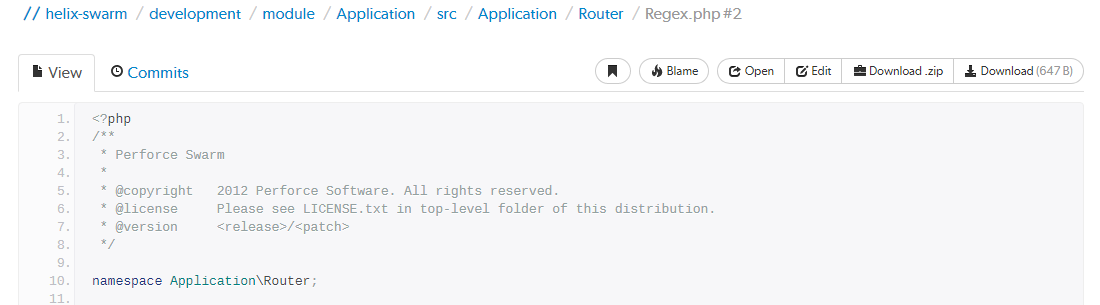 // helix-swarm / development / module / Application / src / Application / Router / Regex.php #2
View Commits Blame Open Edit Download .zip Download (647 B)
1. <?php
2. /**
3. * Perforce Swarm
4. *
5. * @copyright 2012 Perforce Software. All rights reserved.
6. * @license Please see LICENSE.txt in top-level folder of this distribution.
7. * @version <release>/<patch>
8. */
9.
10. namespace Application\Router;
11.